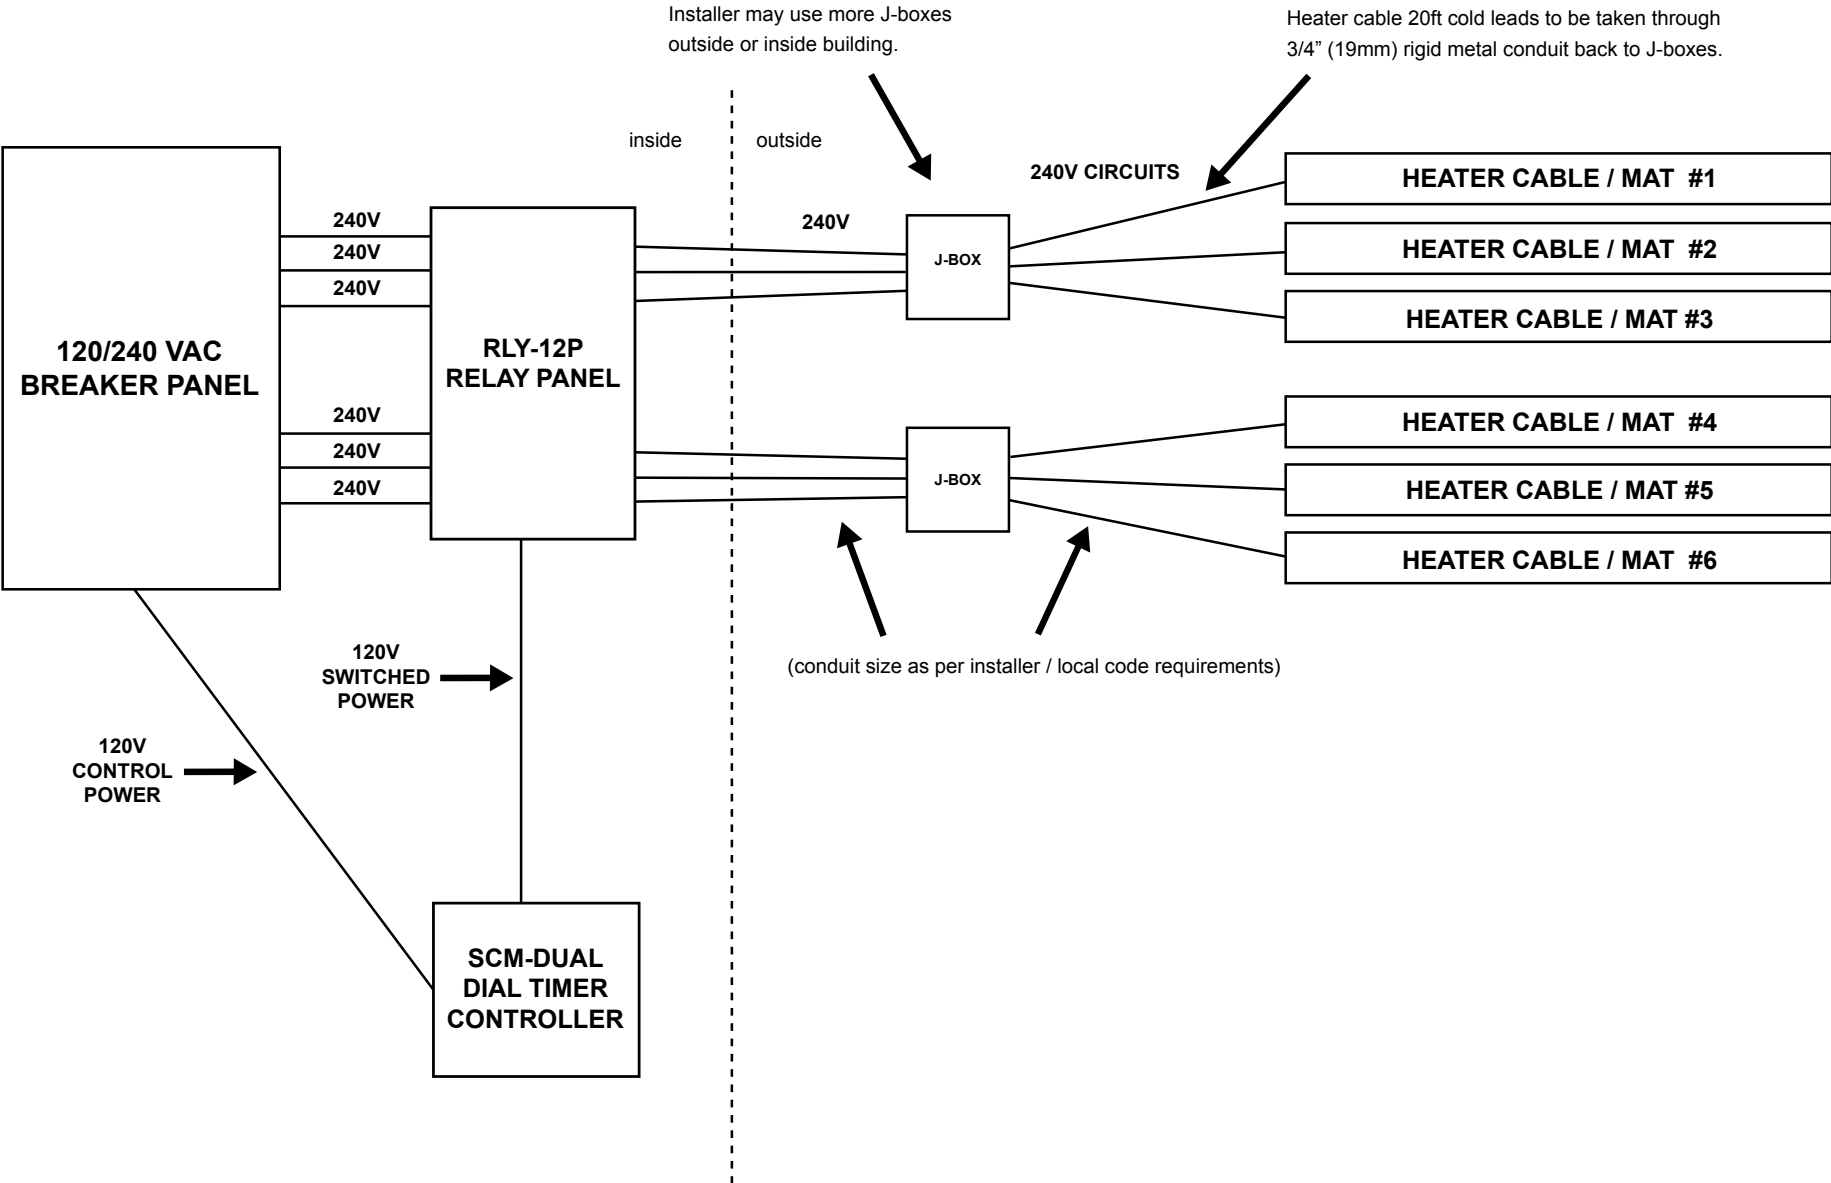 Installer may use more J-boxes
outside or inside building.
Heater cable 20ft cold leads to be taken through
3/4” (19mm) rigid metal conduit back to J-boxes.
inside
outside
240V CIRCUITS
240V
240V
240V
240V
120/240 VAC
BREAKER PANEL
RLY-12P
RELAY PANEL
J-BOX
HEATER CABLE / MAT #1
HEATER CABLE / MAT #2
HEATER CABLE / MAT #3
240V
240V
240V
J-BOX
HEATER CABLE / MAT #4
HEATER CABLE / MAT #5
HEATER CABLE / MAT #6
(conduit size as per installer / local code requirements)
120V
SWITCHED
POWER
120V
CONTROL
POWER
SCM-DUAL
DIAL TIMER
CONTROLLER